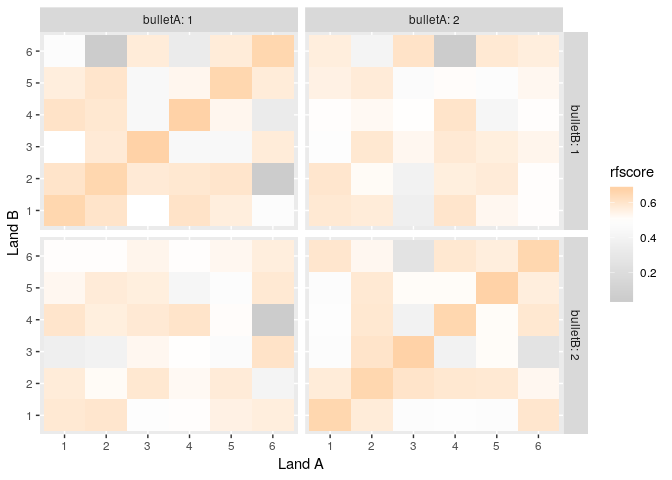 bulletA: 1
bulletA: 2
6
5
4
3
2
1
bulletB: 1
6
5
4
3
2
1
bulletB: 2
Land B
1 2 3 4 5 6
1 2 3 4 5 6
Land A
rfscore
0.6
0.4
0.2